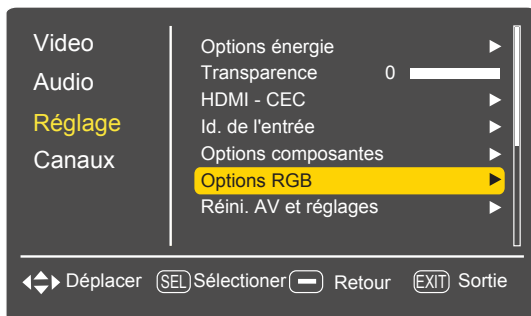 Video
Audio
Réglage
Canaux
Options énergie
Transparence 0
HDMI - CEC
Id. de l'entrée
Options composantes
Options RGB
Réini. AV et réglages
Déplacer SEL Sélectioner Retour EXIT Sortie